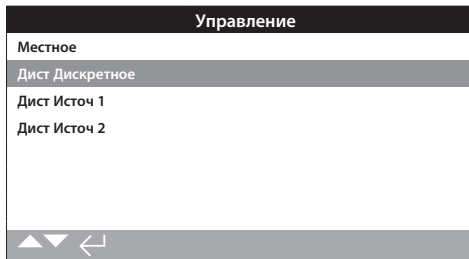 Управление
Местное
Дист Дискретное
Дист Источ 1
Дист Источ 2